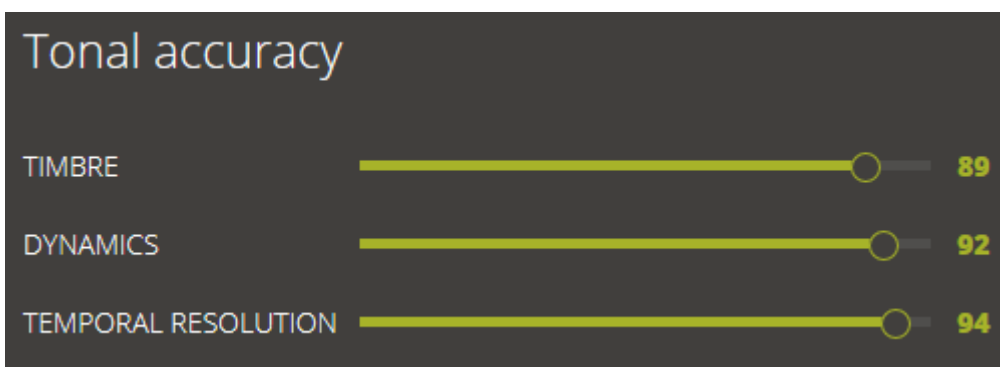 Tonal accuracy
TIMBRE 89
DYNAMICS 92
TEMPORAL RESOLUTION 94